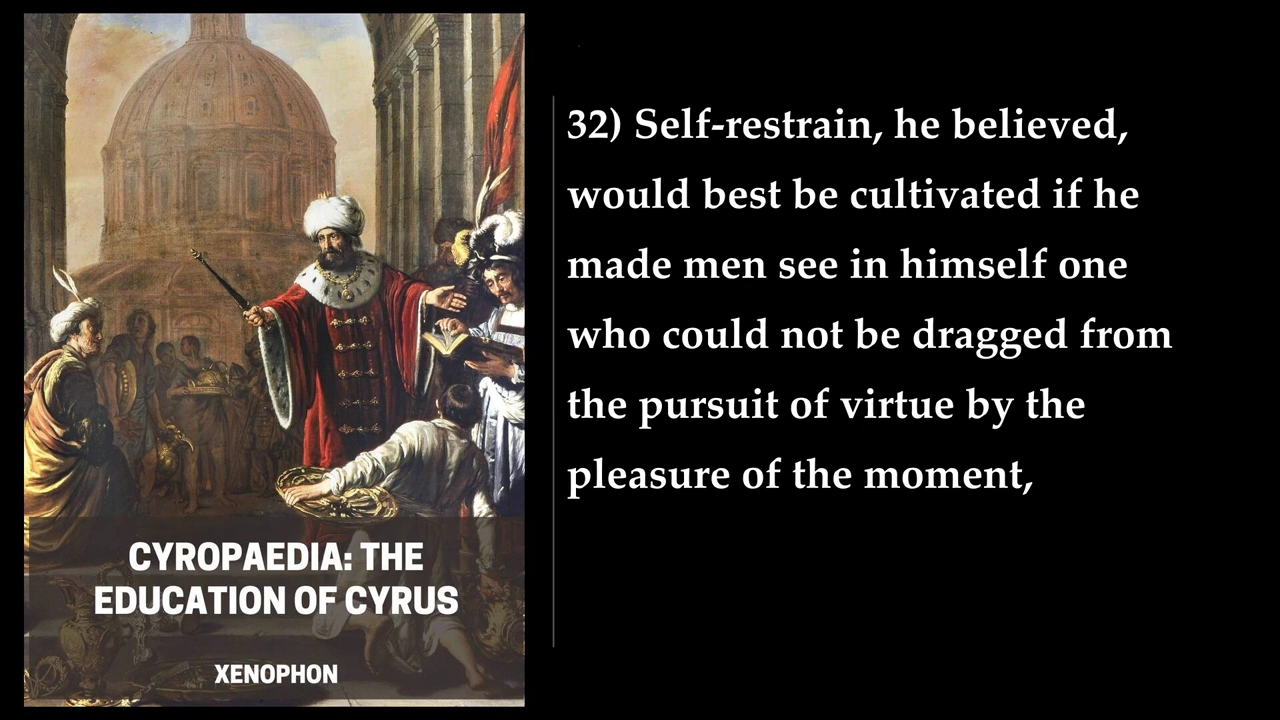 CYROPAEDIA: THE
EDUCATION OF CYRUS
XENOPHON
32) Self-restrain, he believed,
would best be cultivated if he
made men see in himself one
who could not be dragged from
the pursuit of virtue by the
pleasure of the moment,